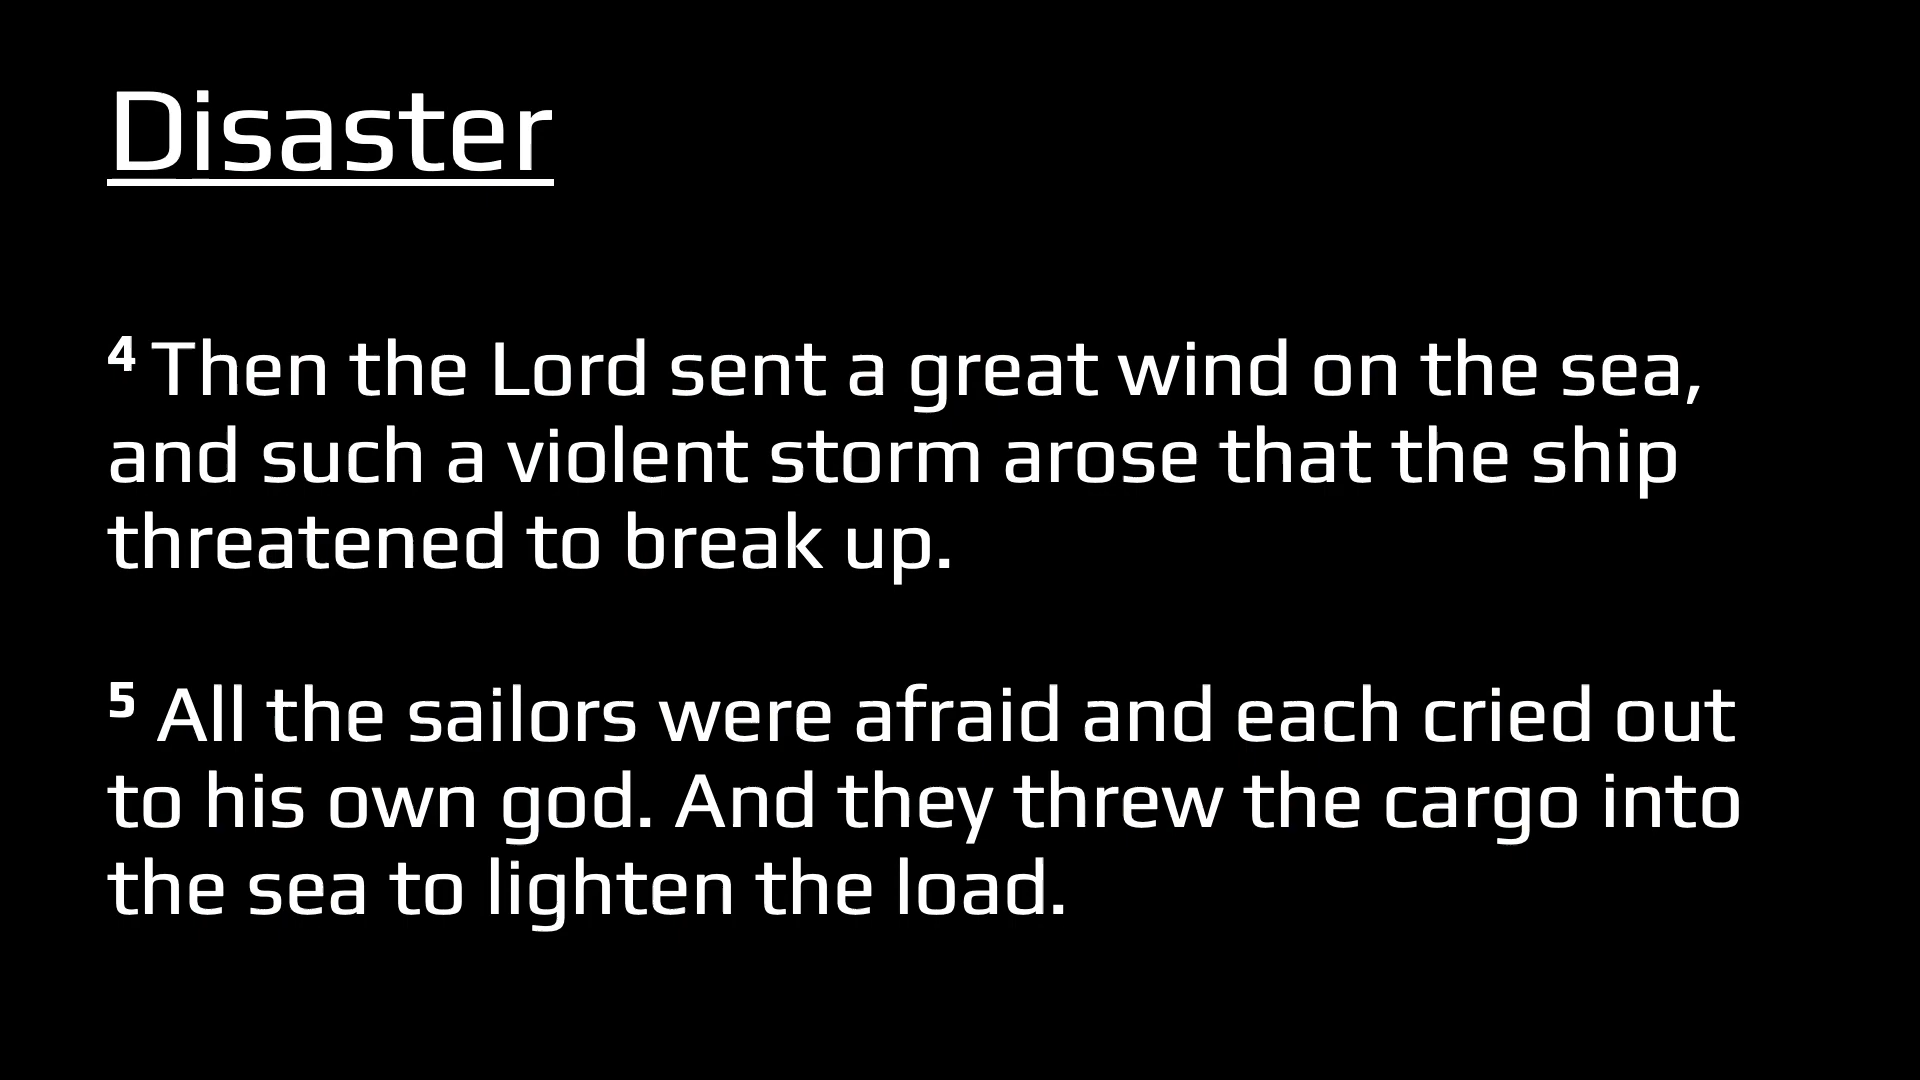 Disaster
4 Then the Lord sent a great wind on the sea,
and such a violent storm arose that the ship
threatened to break up.
5 All the sailors were afraid and each cried out
to his own god. And they threw the cargo into
the sea to lighten the load.